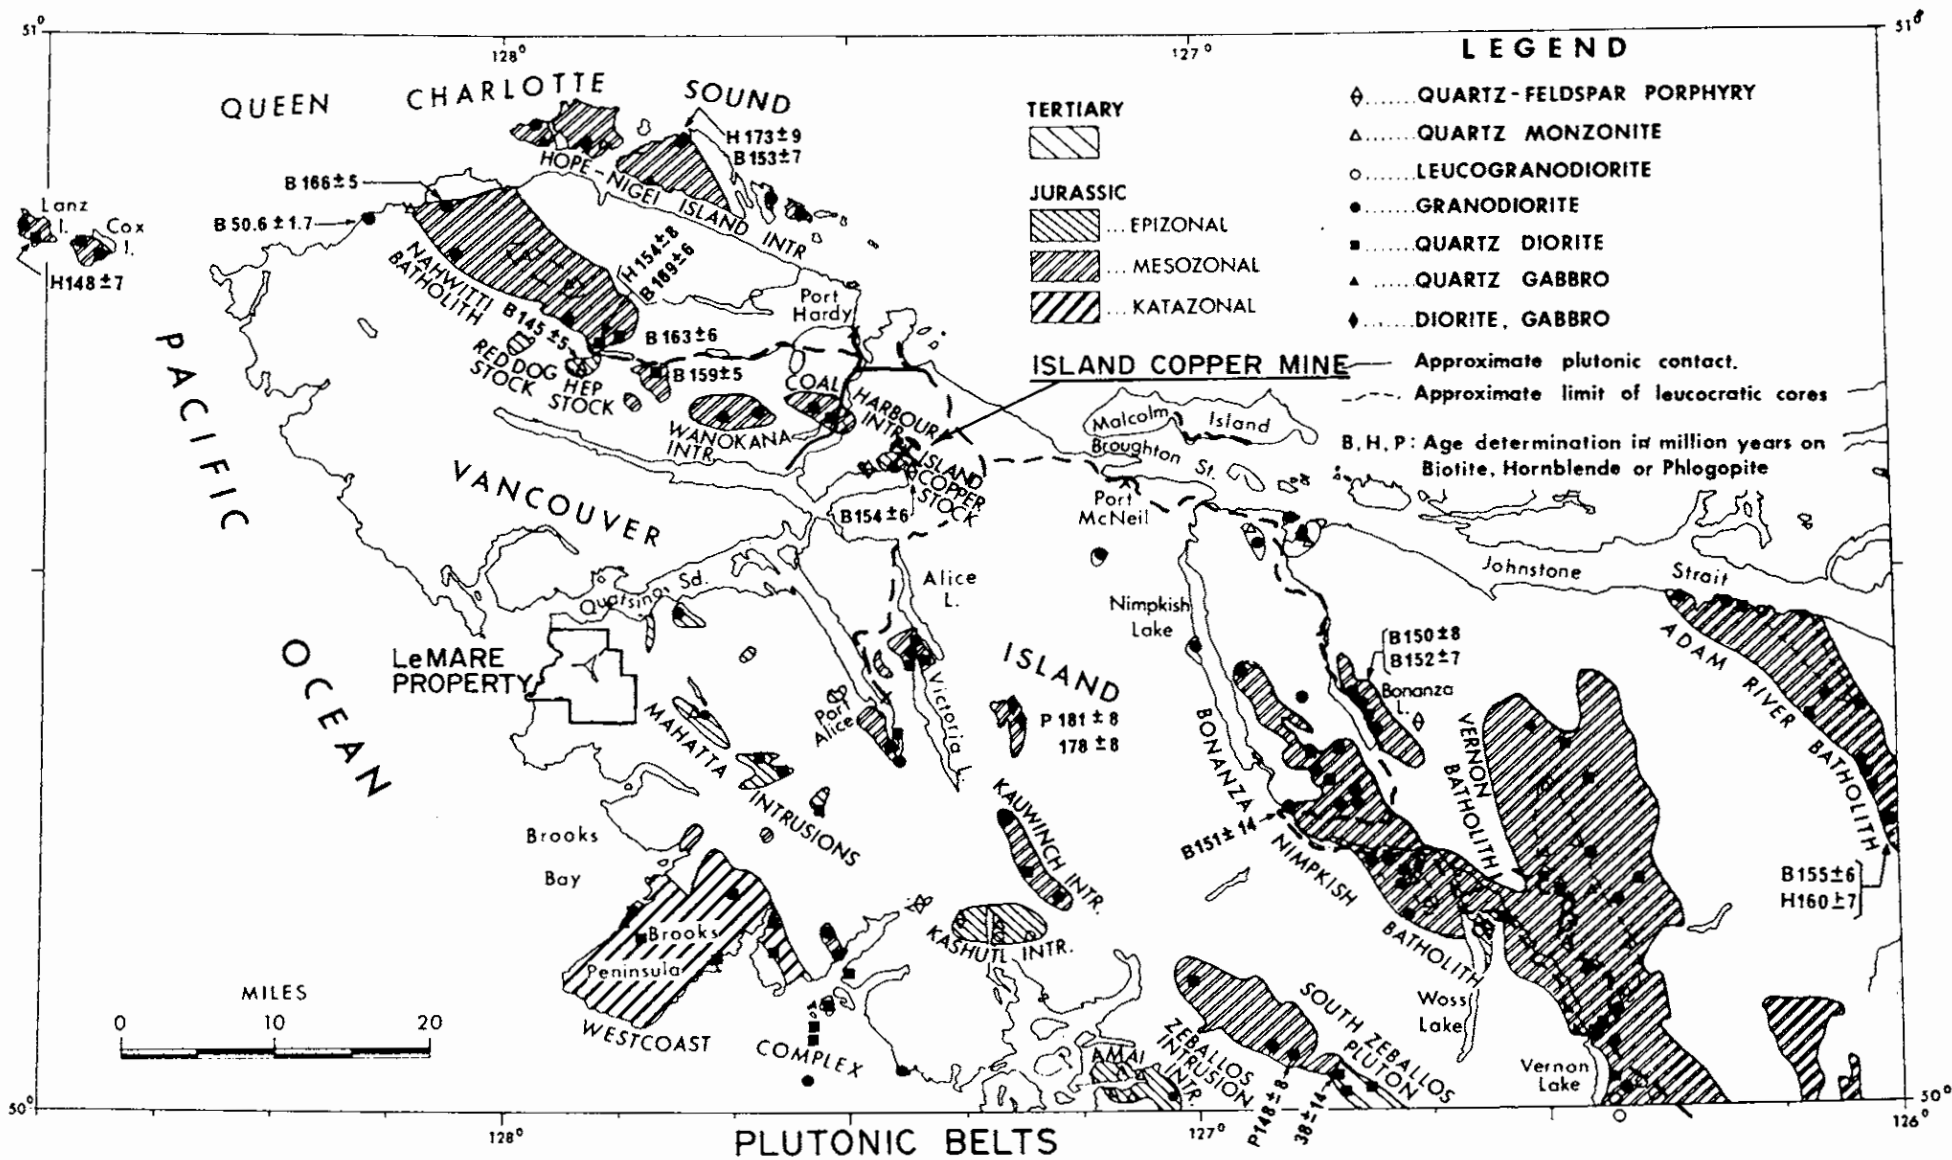 51°
128°
127°
51°
LEGEND
TERTIARY
JURASSIC
... EPIZONAL
... MESOZONAL
... KATAZONAL
.......QUARTZ-FELDSPAR PORPHYRY
.......QUARTZ MONZONITE
.......LEUCOGRANODIORITE
.......GRANODIORITE
.......QUARTZ DIORITE
.......QUARTZ GABBRO
.......DIORITE, GABBRO
Approximate plutonic contact.
Approximate limit of leucocratic cores
B, H, P: Age determination in million years on
Biotite, Hornblende or Phlogopite
QUEEN CHARLOTTE SOUND
H 173±9
B 153±7
HOPE-NIGEI ISLAND INTR
B 166±5
B 50.6±1.7
Lanz
I.
Cox
I.
H148±7
NAHWITTI
BATHOLITH
H 154±8
B 169±6
B 145±5
B 163±6
B 159±5
RED DOG
STOCK
HEP
STOCK
Port
Hardy
WANOKANA
INTR
COAL HARBOUR
INTR.
ISLAND COPPER MINE
ISLAND
COPPER
STOCK
B154±6
Malcolm Island
Broughton St.
Port
McNeil
PACIFIC
OCEAN
VANCOUVER
ISLAND
Quatsino Sd.
Alice
L.
Nimpkish
Lake
Johnstone Strait
LeMARE
PROPERTY
MAHATTA
INTRUSIONS
Port
Alice
Victoria L.
P 181±8
178±8
B150±8
B152±7
Bonanza
L.
ADAM RIVER BATHOLITH
VERNON
BATHOLITH
BONANZA
B151±14
NIMPKISH
BATHOLITH
KAUWINCH INTR.
KASHUTL INTR.
Brooks
Bay
Brooks
Peninsula
WESTCOAST
COMPLEX
B155±6
H160±7
Woss
Lake
Vernon
Lake
AMAI
INTR.
ZEBALLOS
INTRUSION
SOUTH ZEBALLOS
PLUTON
P148±8
38±14
MILES
0 10 20
50°
128°
127°
50°
126°
PLUTONIC BELTS